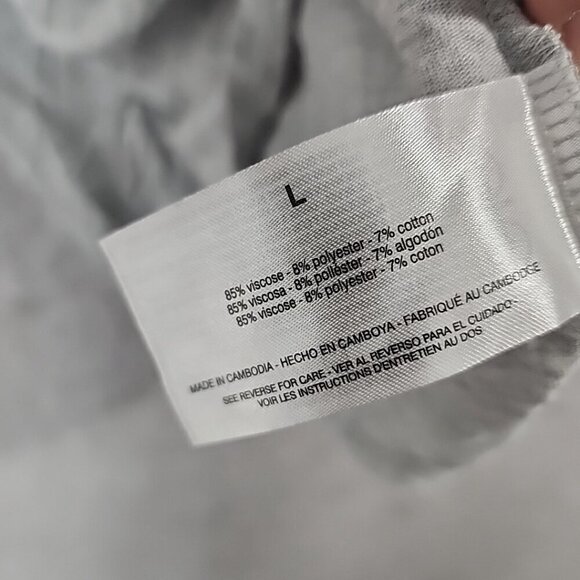 L
85% viscose - 8% polyester - 7% cotton
85% viscosa - 8% poliéster - 7% algodón
85% viscose - 8% polyester - 7% coton
MADE IN CAMBODIA - HECHO EN CAMBOYA - FABRIQUÉ AU CAMBODGE
SEE REVERSE FOR CARE - VER AL REVERSO PARA EL CUIDADO -
VOIR LES INSTRUCTIONS D'ENTRETIEN AU DOS